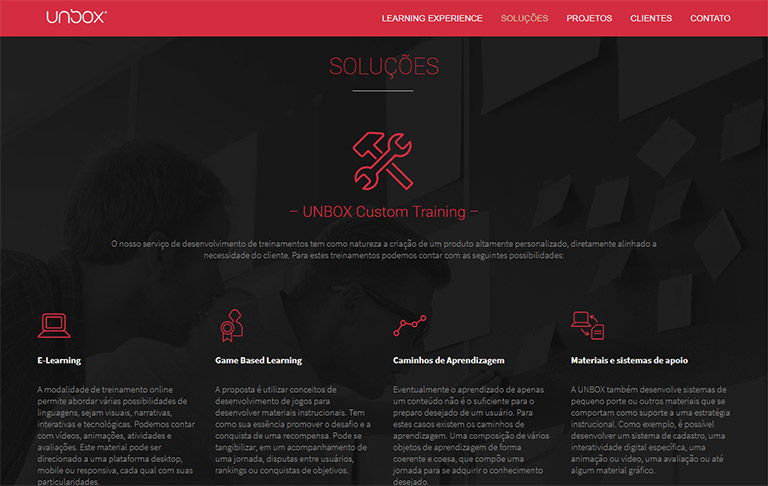 unbox
LEARNING EXPERIENCE SOLUÇÕES PROJETOS CLIENTES CONTATO
SOLUÇÕES
– UNBOX Custom Training –
O nosso serviço de desenvolvimento de treinamentos tem como natureza a criação de um produto altamente personalizado, diretamente alinhado a
necessidade do cliente. Para estes treinamentos podemos contar com as seguintes possibilidades:
E-Learning
A modalidade de treinamento online
permite abordar várias possibilidades de
linguagens, sejam visuais, narrativas,
interativas e tecnológicas. Podemos contar
com vídeos, animações, atividades e
avaliações. Este material pode ser
direcionado a uma plataforma desktop,
mobile ou responsiva, cada qual com suas
particularidades.
Game Based Learning
A proposta é utilizar conceitos de
desenvolvimento de jogos para
desenvolver materiais instrucionais. Tem
como sua essência promover o desafio e a
conquista de uma recompensa. Pode se
tangibilizar, em um acompanhamento de
uma jornada, disputas entre usuários,
rankings ou conquistas de objetivos.
Caminhos de Aprendizagem
Eventualmente o aprendizado de apenas
um conteúdo não é o suficiente para o
preparo desejado de um usuário. Para
estes casos existem os caminhos de
aprendizagem. Uma composição de vários
objetos de aprendizagem de forma
coerente e coesa, que compõe uma
jornada para se adquirir o conhecimento
desejado.
Materiais e sistemas de apoio
A UNBOX também desenvolve sistemas de
pequeno porte ou outros materiais que se
comportam como suporte a uma estratégia
instrucional. Como exemplo, é possível
desenvolver um sistema de cadastro, uma
interatividade digital específica, uma
animação ou vídeo, uma avaliação ou até
algum material gráfico.